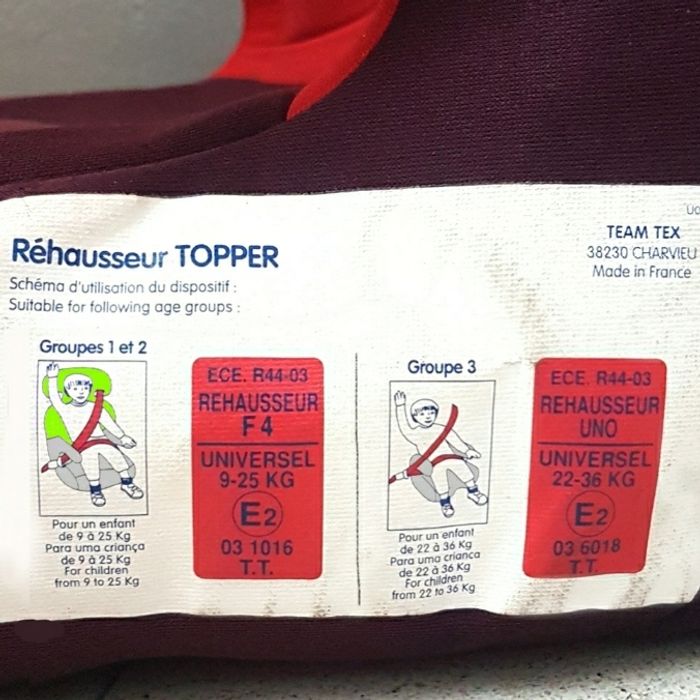 Réhausseur TOPPER
Schéma d'utilisation du dispositif :
Suitable for following age groups :
TEAM TEX
38230 CHARVIEU
Made in France
Groupes 1 et 2
ECE. R44-03
REHAUSSEUR
F4
UNIVERSEL
9-25 KG
E2
03 1016
T.T.
Pour un enfant
de 9 à 25 Kg
Para uma criança
de 9 à 25 Kg
For children
from 9 to 25 Kg
Groupe 3
ECE. R44-03
REHAUSSEUR
UNO
UNIVERSEL
22-36 KG
E2
03 6018
T.T.
Pour un enfant
de 22 à 36 Kg
Para uma crianca
de 22 à 36 Kg
For children
from 22 to 36 Kg